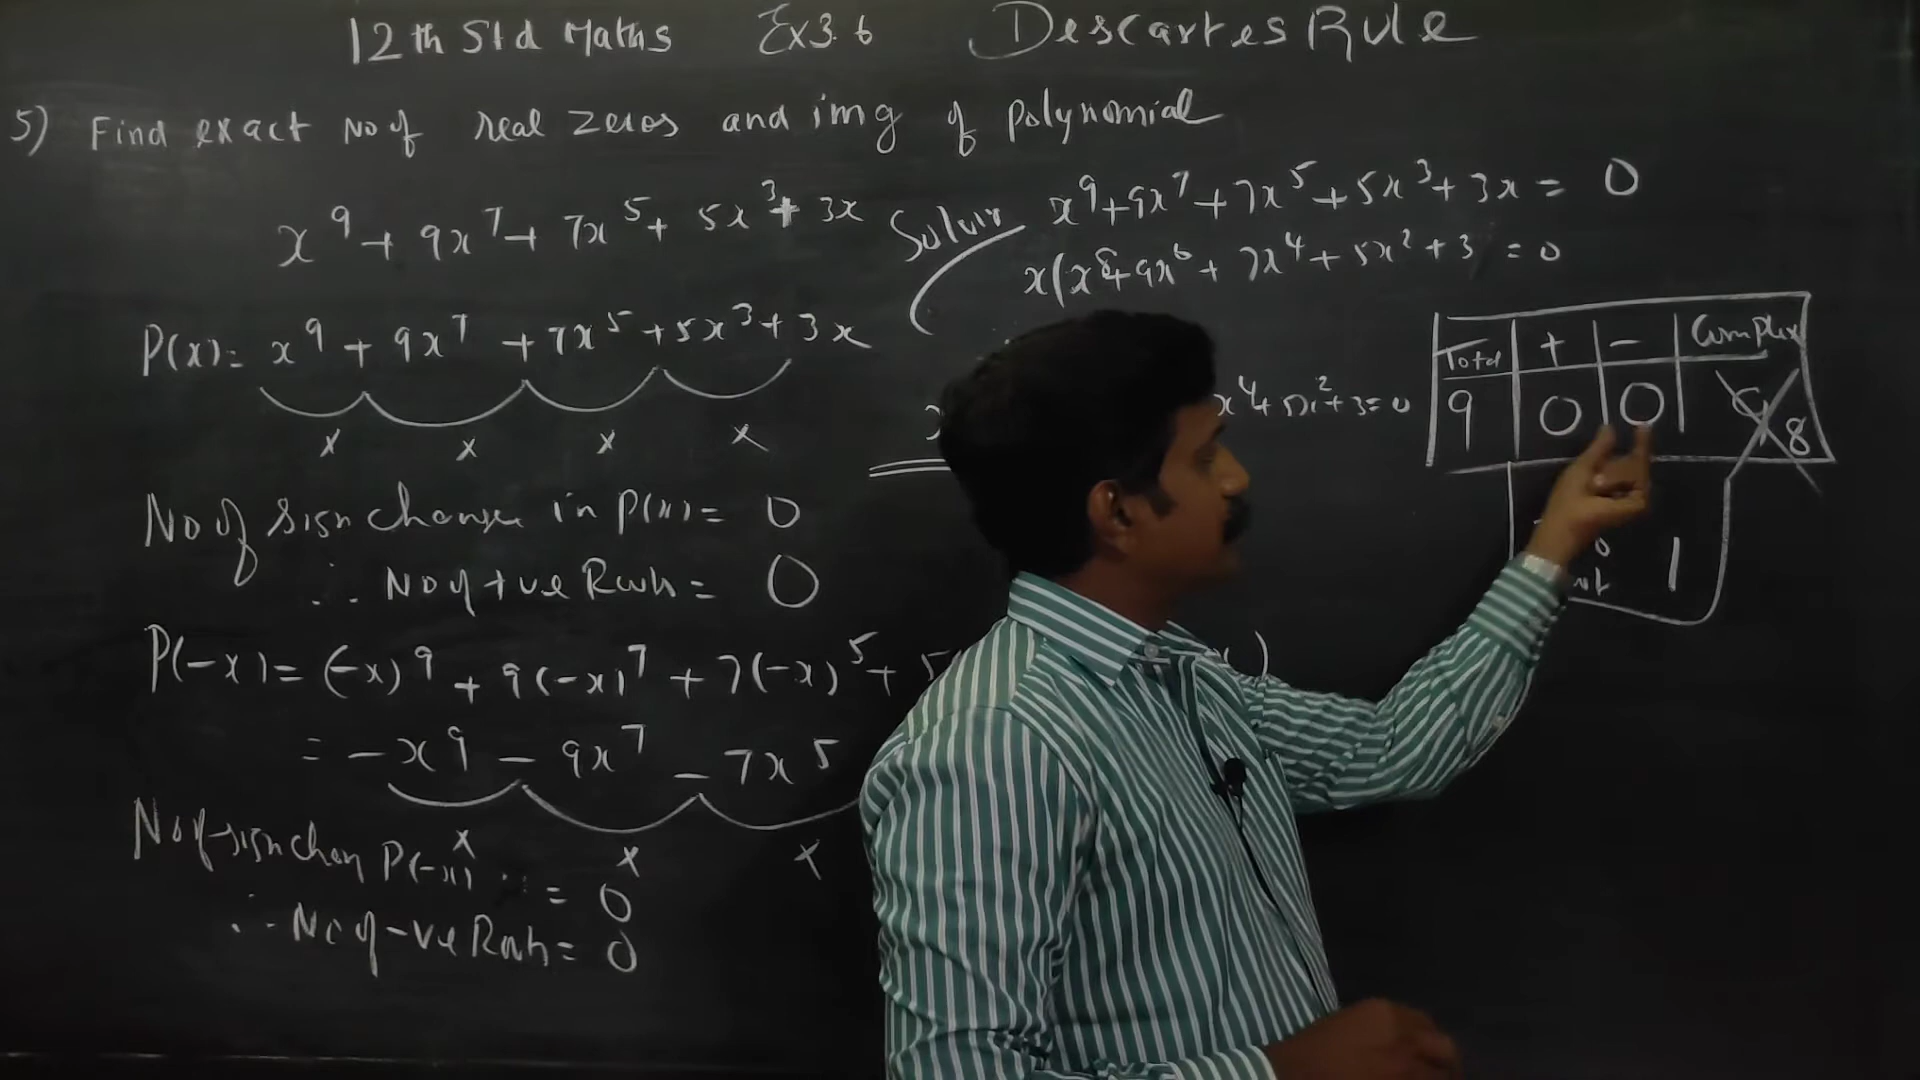 12th Std Maths Ex 3.6 Descartes Rule
5) Find exact No of real zeros and img of polynomial
x⁹ + 9x⁷ + 7x⁵ + 5x³ + 3x
P(x) = x⁹ + 9x⁷ + 7x⁵ + 5x³ + 3x
x x x x
No of sign change in P(x) = 0
∴ No of +ve Roots = 0
P(-x) = (-x)⁹ + 9(-x)⁷ + 7(-x)⁵ + 5 )
= -x⁹ - 9x⁷ - 7x⁵
x x x
No of sign chan P(-x) = 0
∴ No of -ve Roots = 0
x⁹ + 9x⁷ + 7x⁵ + 5x³ + 3x = 0
x(x⁸ + 9x⁶ + 7x⁴ + 5x² + 3 = 0
x x⁴ + 5x² + 3 = 0
Total + - Complex
9 0 0 9 8
1